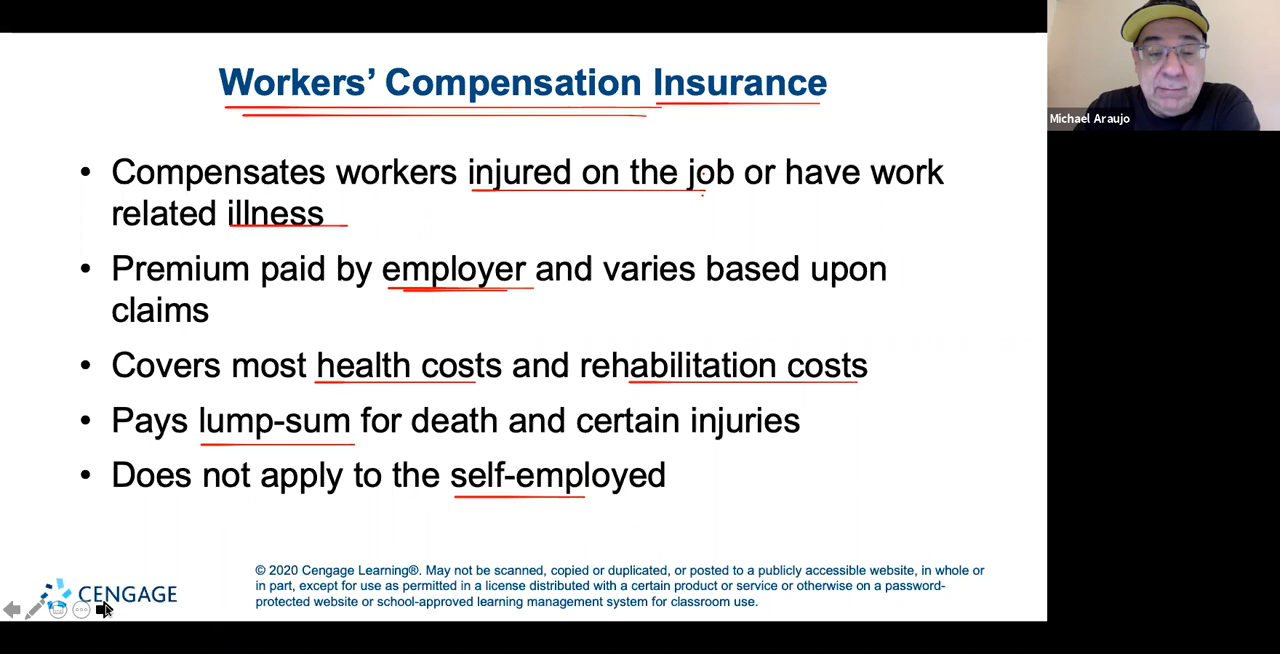 Workers’ Compensation Insurance
Michael Araujo
• Compensates workers injured on the job or have work
related illness
• Premium paid by employer and varies based upon
claims
• Covers most health costs and rehabilitation costs
• Pays lump-sum for death and certain injuries
• Does not apply to the self-employed
© 2020 Cengage Learning®. May not be scanned, copied or duplicated, or posted to a publicly accessible website, in whole or
in part, except for use as permitted in a license distributed with a certain product or service or otherwise on a password-
protected website or school-approved learning management system for classroom use.
CENGAGE